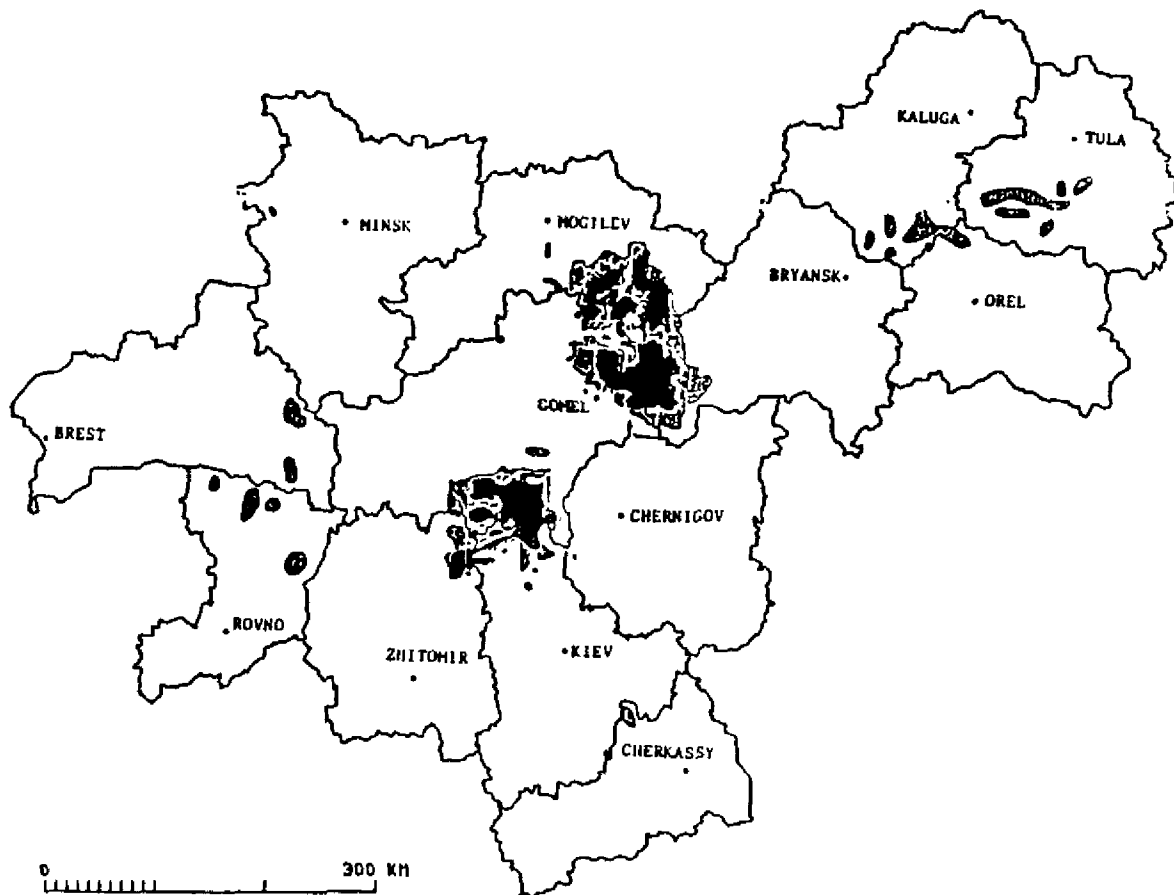 KALUGA
TULA
MINSK
MOGILEV
BRYANSK
OREL
GOMEL
BREST
CHERNIGOV
ROVNO
ZHITOMIR
KIEV
CHERKASSY
0 300 KM